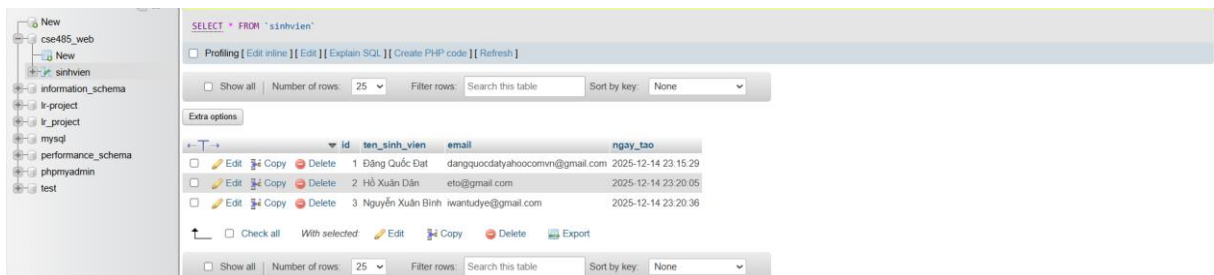 New
cse485_web
New
sinhvien
information_schema
lr-project
lr_project
mysql
performance_schema
phpmyadmin
test
SELECT * FROM `sinhvien`
Profiling [ Edit inline ] [ Edit ] [ Explain SQL ] [ Create PHP code ] [ Refresh ]
Show all | Number of rows: 25 Filter rows: Search this table Sort by key: None
Extra options
id ten_sinh_vien email ngay_tao
Edit Copy Delete 1 Đặng Quốc Đạt dangquocdatyahoocomvn@gmail.com 2025-12-14 23:15:29
Edit Copy Delete 2 Hồ Xuân Dân eto@gmail.com 2025-12-14 23:20:05
Edit Copy Delete 3 Nguyễn Xuân Bình iwantudye@gmail.com 2025-12-14 23:20:36
Check all With selected: Edit Copy Delete Export
Show all | Number of rows: 25 Filter rows: Search this table Sort by key: None